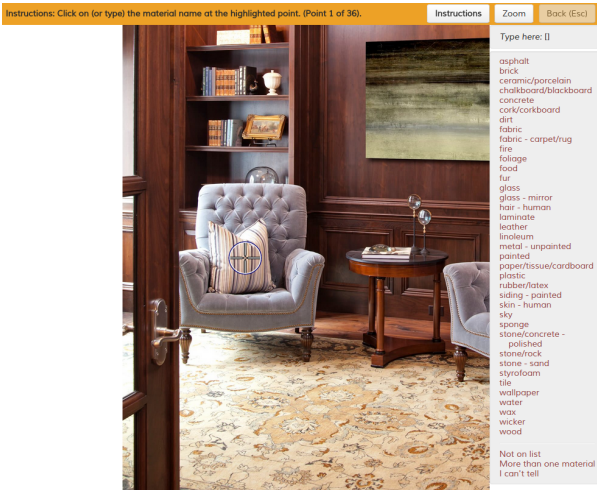 Instructions: Click on (or type) the material name at the highlighted point. (Point 1 of 36).
Instructions
Zoom
Back (Esc)
Type here: []
asphalt
brick
ceramic/porcelain
chalkboard/blackboard
concrete
cork/corkboard
dirt
fabric
fabric - carpet/rug
fire
foliage
food
fur
glass
glass - mirror
hair - human
laminate
leather
linoleum
metal - unpainted
painted
paper/tissue/cardboard
plastic
rubber/latex
siding - painted
skin - human
sky
sponge
stone/concrete -
polished
stone/rock
stone - sand
styrofoam
tile
wallpaper
water
wax
wicker
wood
Not on list
More than one material
I can't tell